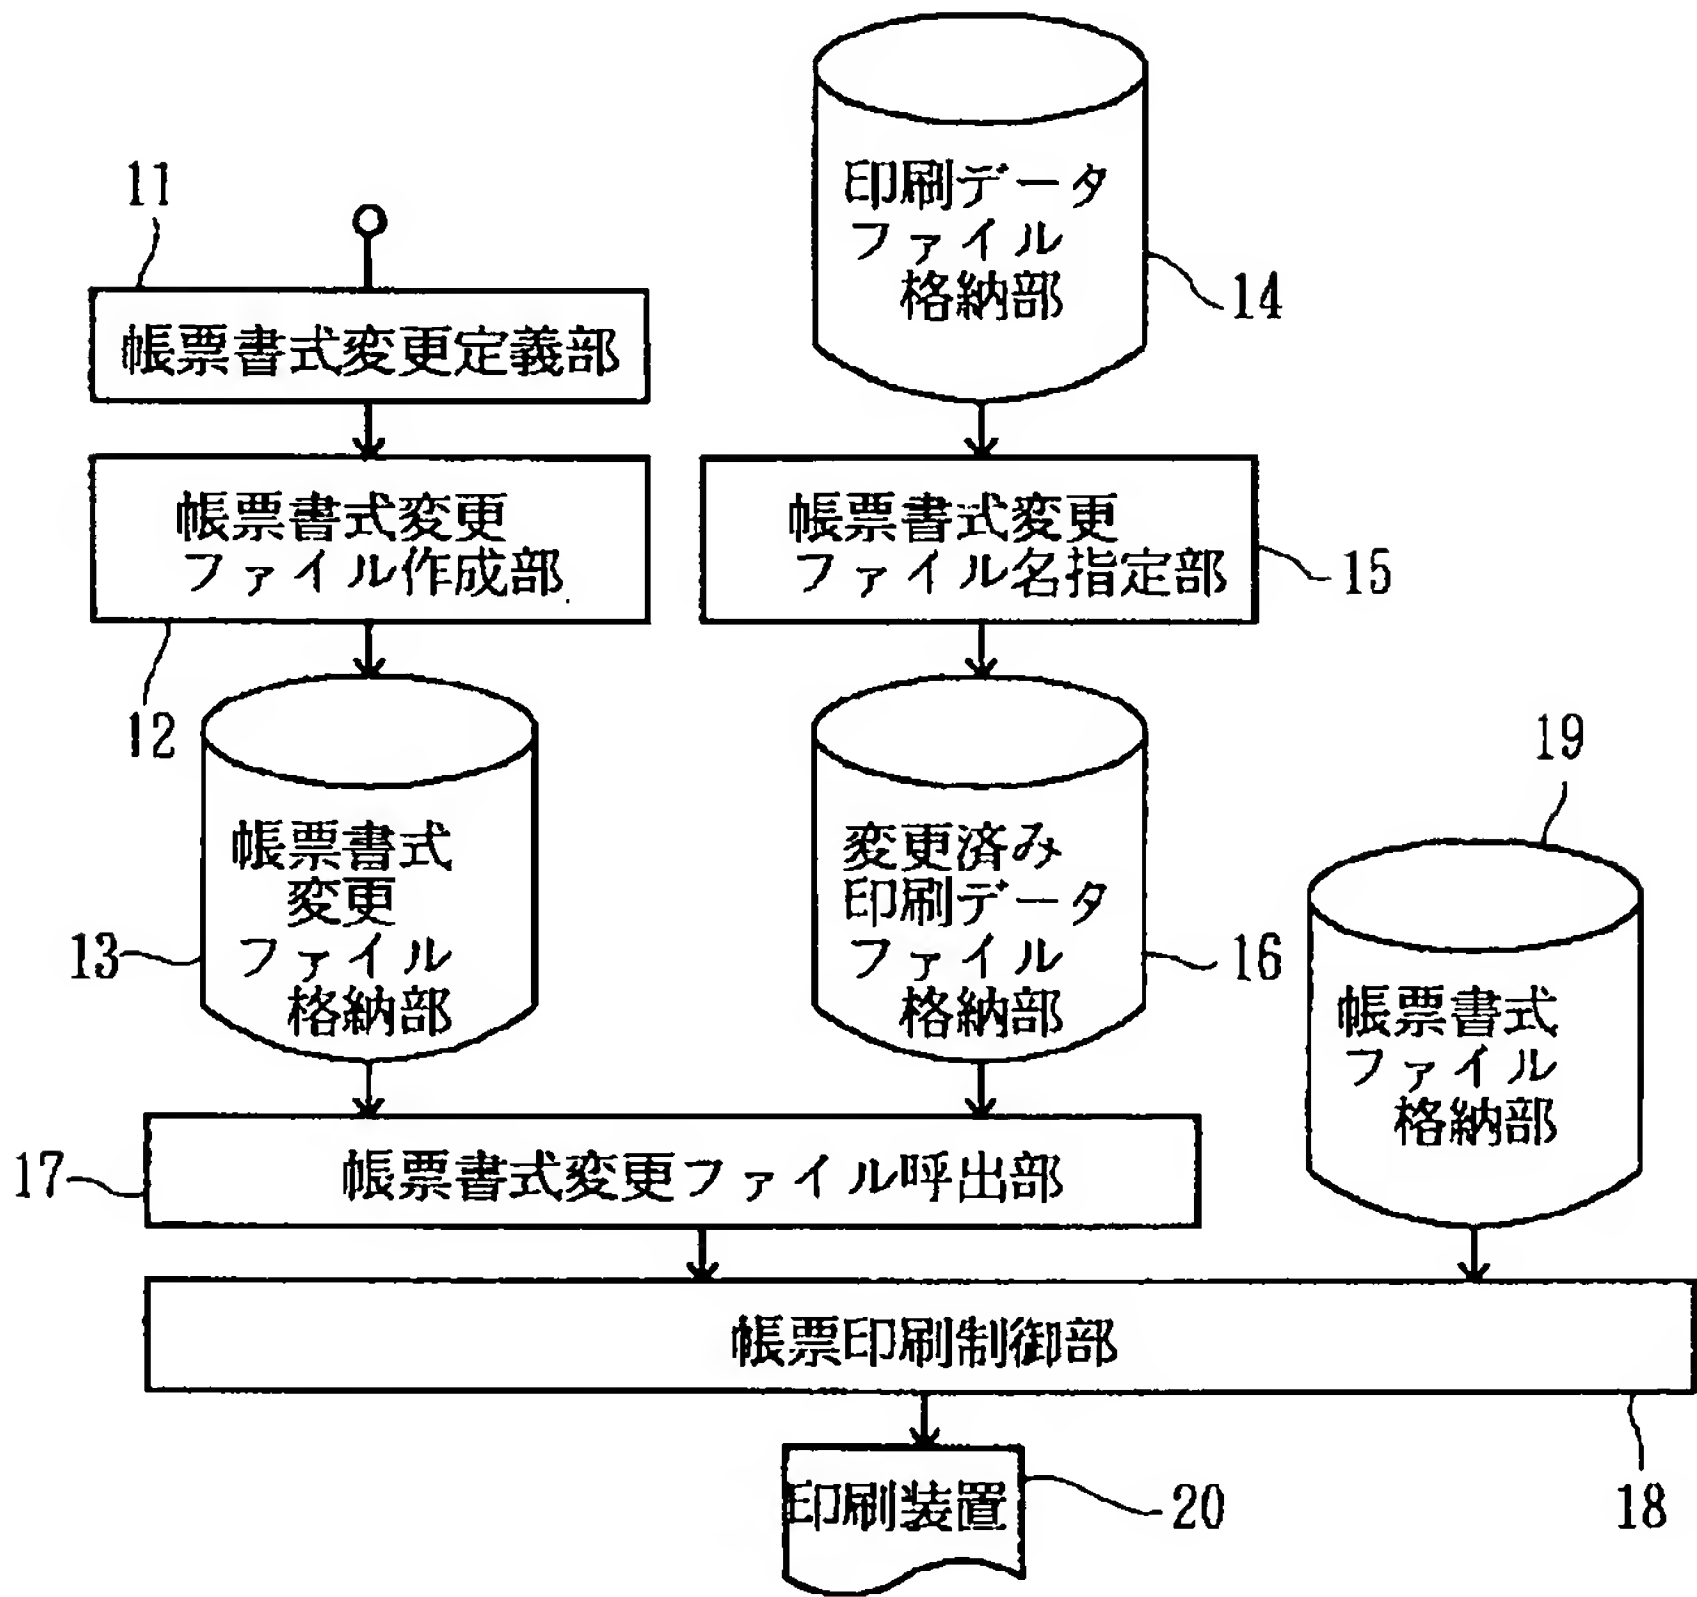 11
帳票書式変更定義部
印刷データ
ファイル
格納部
14
帳票書式変更
ファイル作成部
12
帳票書式変更
ファイル名指定部
15
帳票書式
変更
ファイル
格納部
13
変更済み
印刷データ
ファイル
格納部
16
19
帳票書式
ファイル
格納部
17
帳票書式変更ファイル呼出部
帳票印刷制御部
18
印刷装置
20